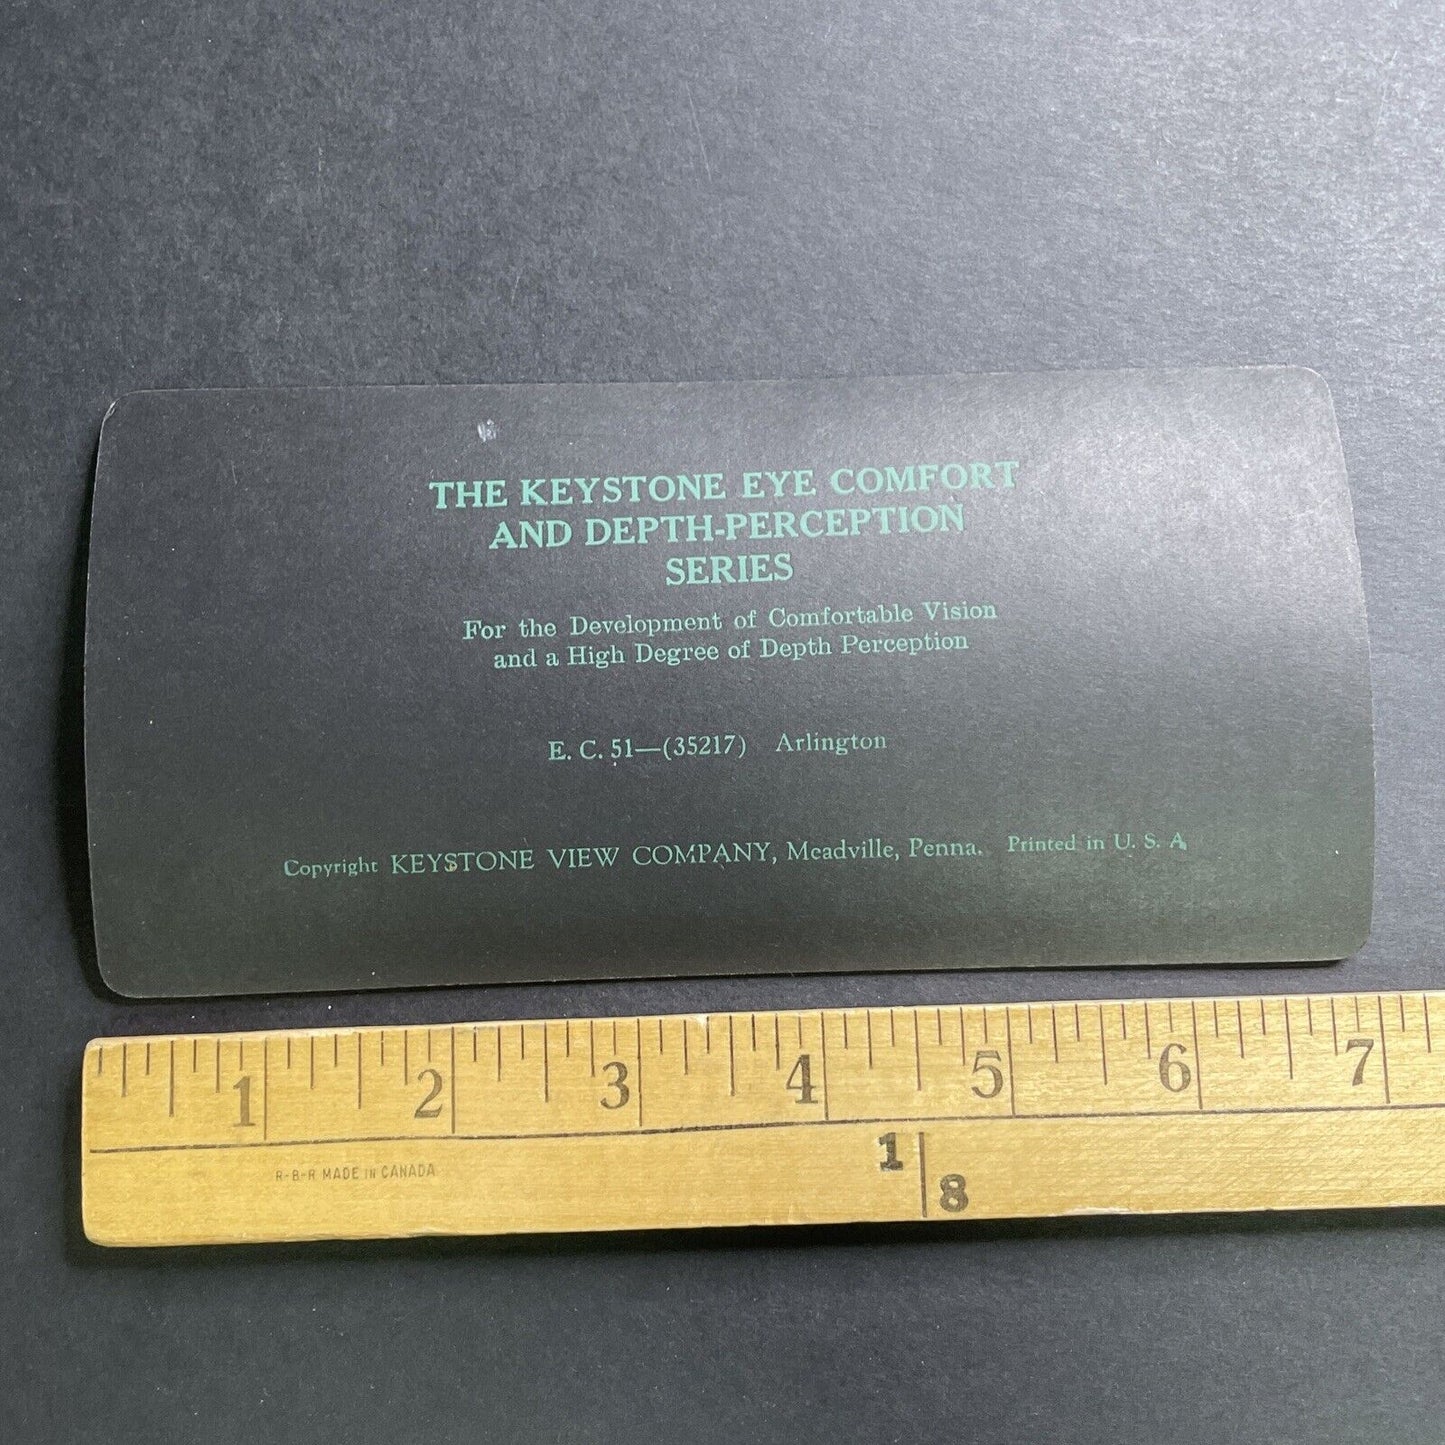 THE KEYSTONE EYE COMFORT
AND DEPTH-PERCEPTION
SERIES
For the Development of Comfortable Vision
and a High Degree of Depth Perception
E. C. 51—(35217) Arlington
Copyright KEYSTONE VIEW COMPANY, Meadville, Penna. Printed in U. S. A.
1 2 3 4 5 6 7
R-B-R MADE IN CANADA
1
8